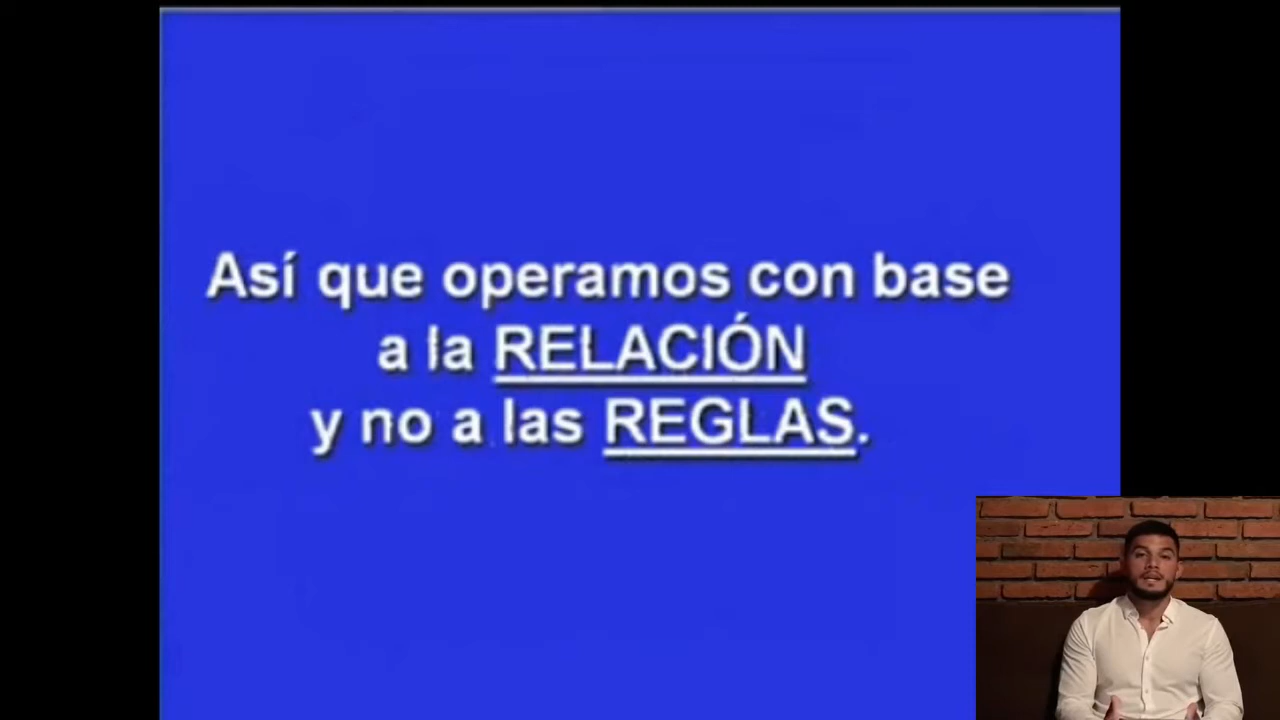 Así que operamos con base
a la RELACIÓN
y no a las REGLAS.